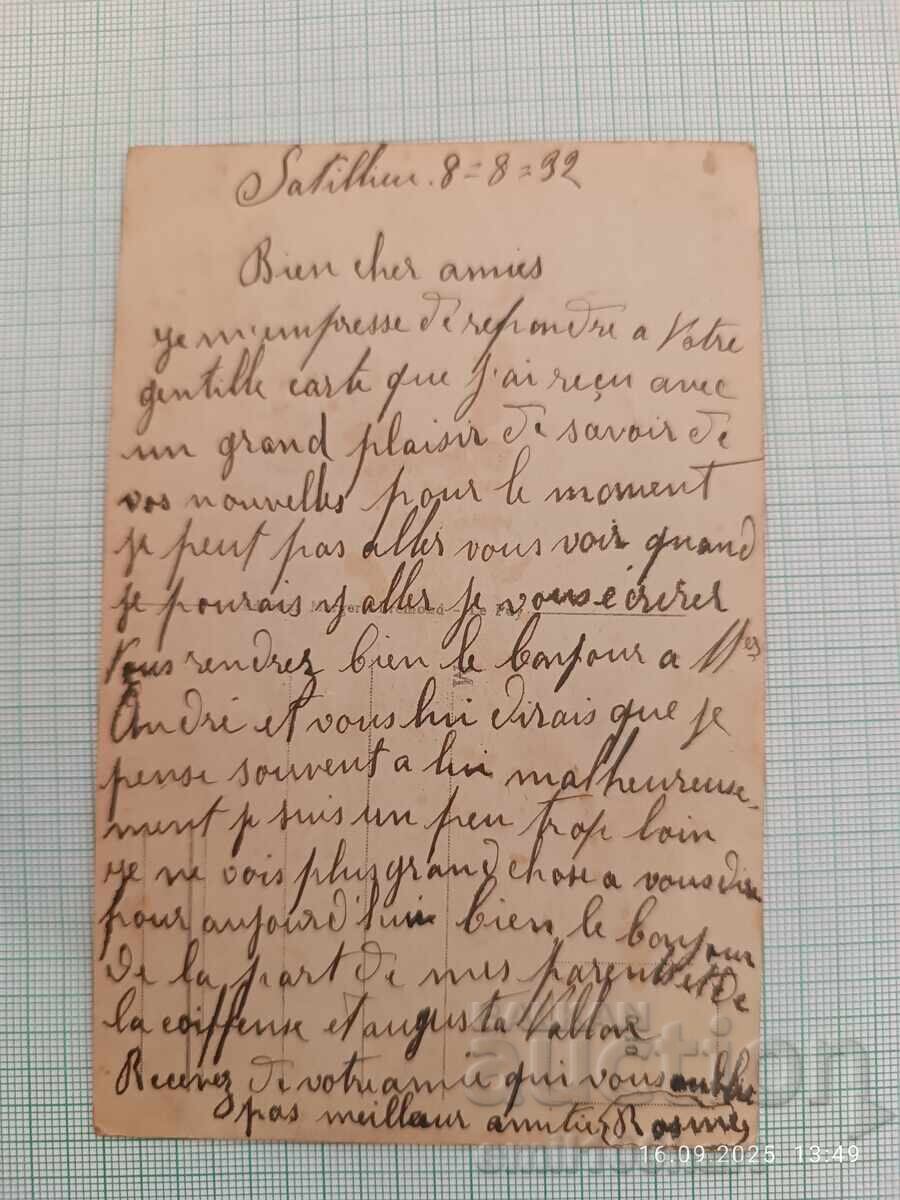 Satillieu. 8=8=32
Bien cher amies
je m'empresse de repondre a Votre
gentille carte que j'ai reçu avec
un grand plaisir de savoir de
vos nouvelles pour le moment
je peut pas aller vous voir quand
je pourais y aller je vous écrirer
Vous rendrez bien le bonjour a
André et vous lui dirais que je
pense souvent a lui malheureuse-
ment je suis un peu trop loin
je ne vois plus grand chose a vous dire
pour aujourd'hui bien le bonjour
de la part de mes parents et de
la coiffeuse et augusta
Recevez de votre amie qui vous oublie
pas meilleur amitiez
auction
16.09.2025 13:49